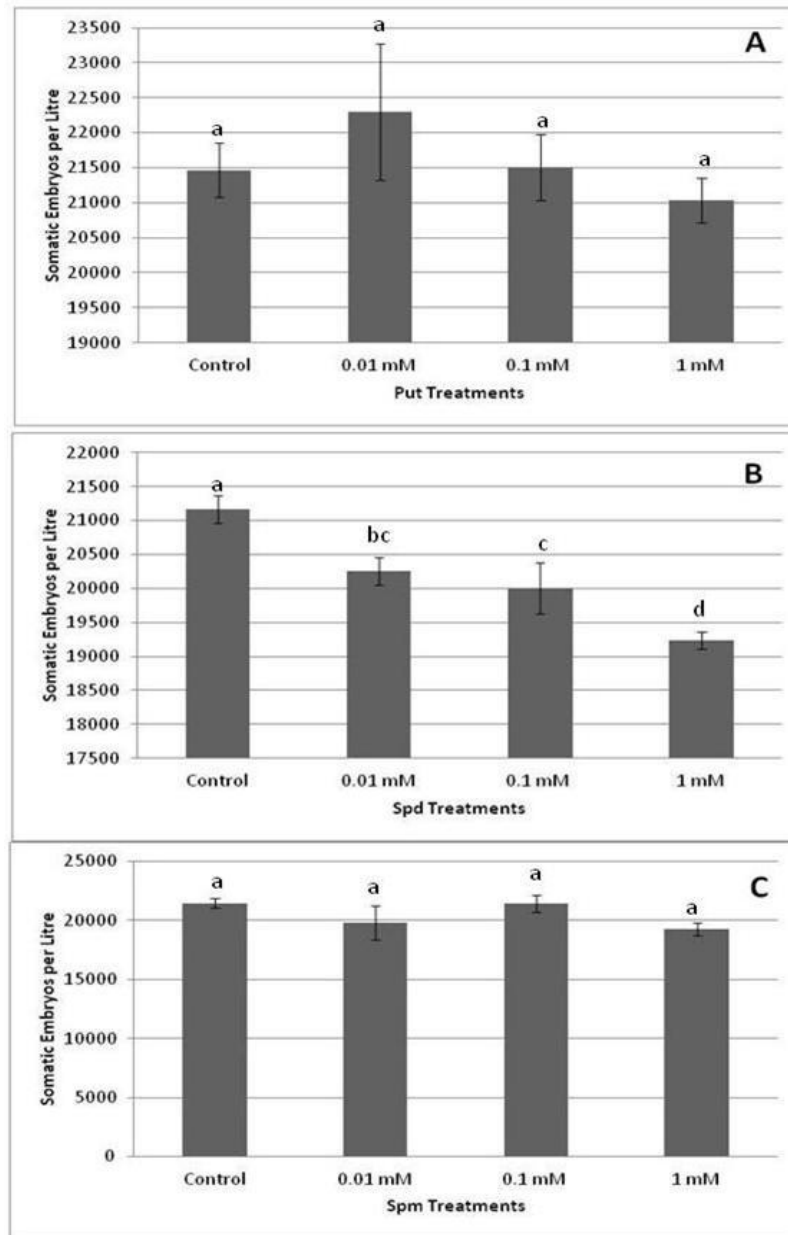 A
Somatic Embryos per Litre
23500
23000
22500
22000
21500
21000
20500
20000
19500
19000
a
a
a
a
Control 0.01 mM 0.1 mM 1 mM
Put Treatments
B
Somatic Embryos per Litre
22000
21500
21000
20500
20000
19500
19000
18500
18000
17500
a
bc
c
d
Control 0.01 mM 0.1 mM 1 mM
Spd Treatments
C
Somatic Embryos per Litre
25000
20000
15000
10000
5000
0
a
a
a
a
Control 0.01 mM 0.1 mM 1 mM
Spm Treatments